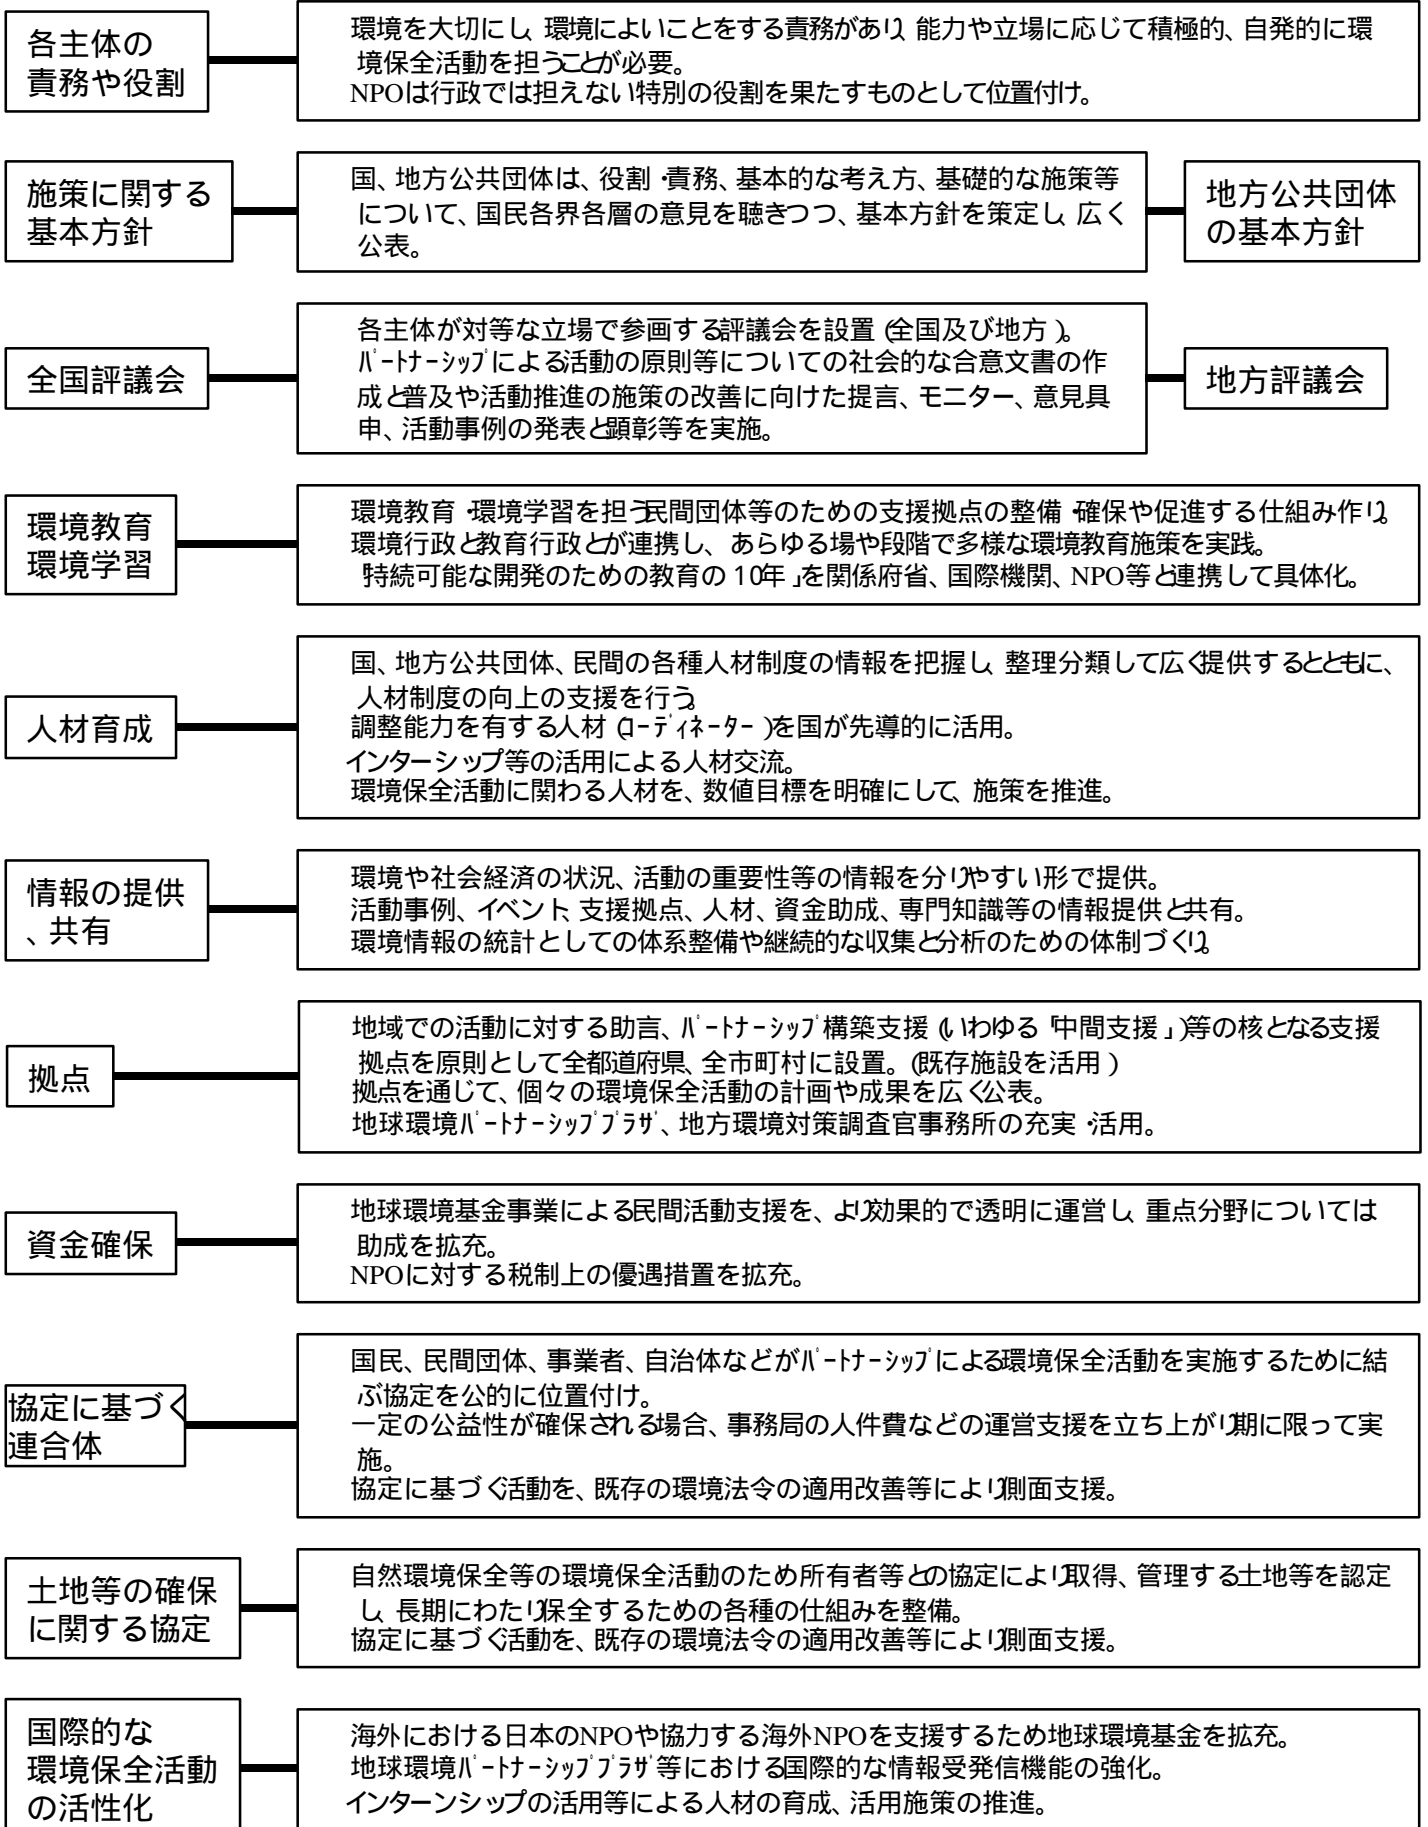 各主体の
責務や役割
環境を大切にし、環境によいことをする責務があり、能力や立場に応じて積極的、自発的に環
境保全活動を担うことが必要。
NPOは行政では担えない特別の役割を果たすものとして位置付け。
施策に関する
基本方針
国、地方公共団体は、役割・責務、基本的な考え方、基礎的な施策等
について、国民各界各層の意見を聴きつつ、基本方針を策定し、広く
公表。
地方公共団体
の基本方針
全国評議会
各主体が対等な立場で参画する評議会を設置（全国及び地方）。
ﾊﾟｰﾄﾅｰｼｯﾌﾟによる活動の原則等についての社会的な合意文書の作
成と普及や活動推進の施策の改善に向けた提言、モニター、意見具
申、活動事例の発表と顕彰等を実施。
地方評議会
環境教育
環境学習
環境教育・環境学習を担う民間団体等のための支援拠点の整備・確保や促進する仕組み作り。
環境行政と教育行政とが連携し、あらゆる場や段階で多様な環境教育施策を実践。
「持続可能な開発のための教育の10年」を関係府省、国際機関、NPO等と連携して具体化。
人材育成
国、地方公共団体、民間の各種人材制度の情報を把握し、整理分類して広く提供するとともに、
人材制度の向上の支援を行う。
調整能力を有する人材（ｺｰﾃﾞｨﾈｰﾀｰ）を国が先導的に活用。
インターシップ等の活用による人材交流。
環境保全活動に関わる人材を、数値目標を明確にして、施策を推進。
情報の提供
、共有
環境や社会経済の状況、活動の重要性等の情報を分りやすい形で提供。
活動事例、イベント、支援拠点、人材、資金助成、専門知識等の情報提供と共有。
環境情報の統計としての体系整備や継続的な収集と分析のための体制づくり。
拠点
地域での活動に対する助言、ﾊﾟｰﾄﾅｰｼｯﾌﾟ構築支援（いわゆる「中間支援」）等の核となる支援
拠点を原則として全都道府県、全市町村に設置。（既存施設を活用）
拠点を通じて、個々の環境保全活動の計画や成果を広く公表。
地球環境ﾊﾟｰﾄﾅｰｼｯﾌﾟﾌﾟﾗｻﾞ、地方環境対策調査官事務所の充実・活用。
資金確保
地球環境基金事業による民間活動支援を、より効果的で透明に運営し、重点分野については
助成を拡充。
NPOに対する税制上の優遇措置を拡充。
協定に基づく
連合体
国民、民間団体、事業者、自治体などがﾊﾟｰﾄﾅｰｼｯﾌﾟによる環境保全活動を実施するために結
ぶ協定を公的に位置付け。
一定の公益性が確保される場合、事務局の人件費などの運営支援を立ち上がり期に限って実
施。
協定に基づく活動を、既存の環境法令の適用改善等により側面支援。
土地等の確保
に関する協定
自然環境保全等の環境保全活動のため所有者等との協定により取得、管理する土地等を認定
し、長期にわたり保全するための各種の仕組みを整備。
協定に基づく活動を、既存の環境法令の適用改善等により側面支援。
国際的な
環境保全活動
の活性化
海外における日本のNPOや協力する海外NPOを支援するため地球環境基金を拡充。
地球環境ﾊﾟｰﾄﾅｰｼｯﾌﾟﾌﾟﾗｻﾞ等における国際的な情報受発信機能の強化。
インターンシップの活用等による人材の育成、活用施策の推進。